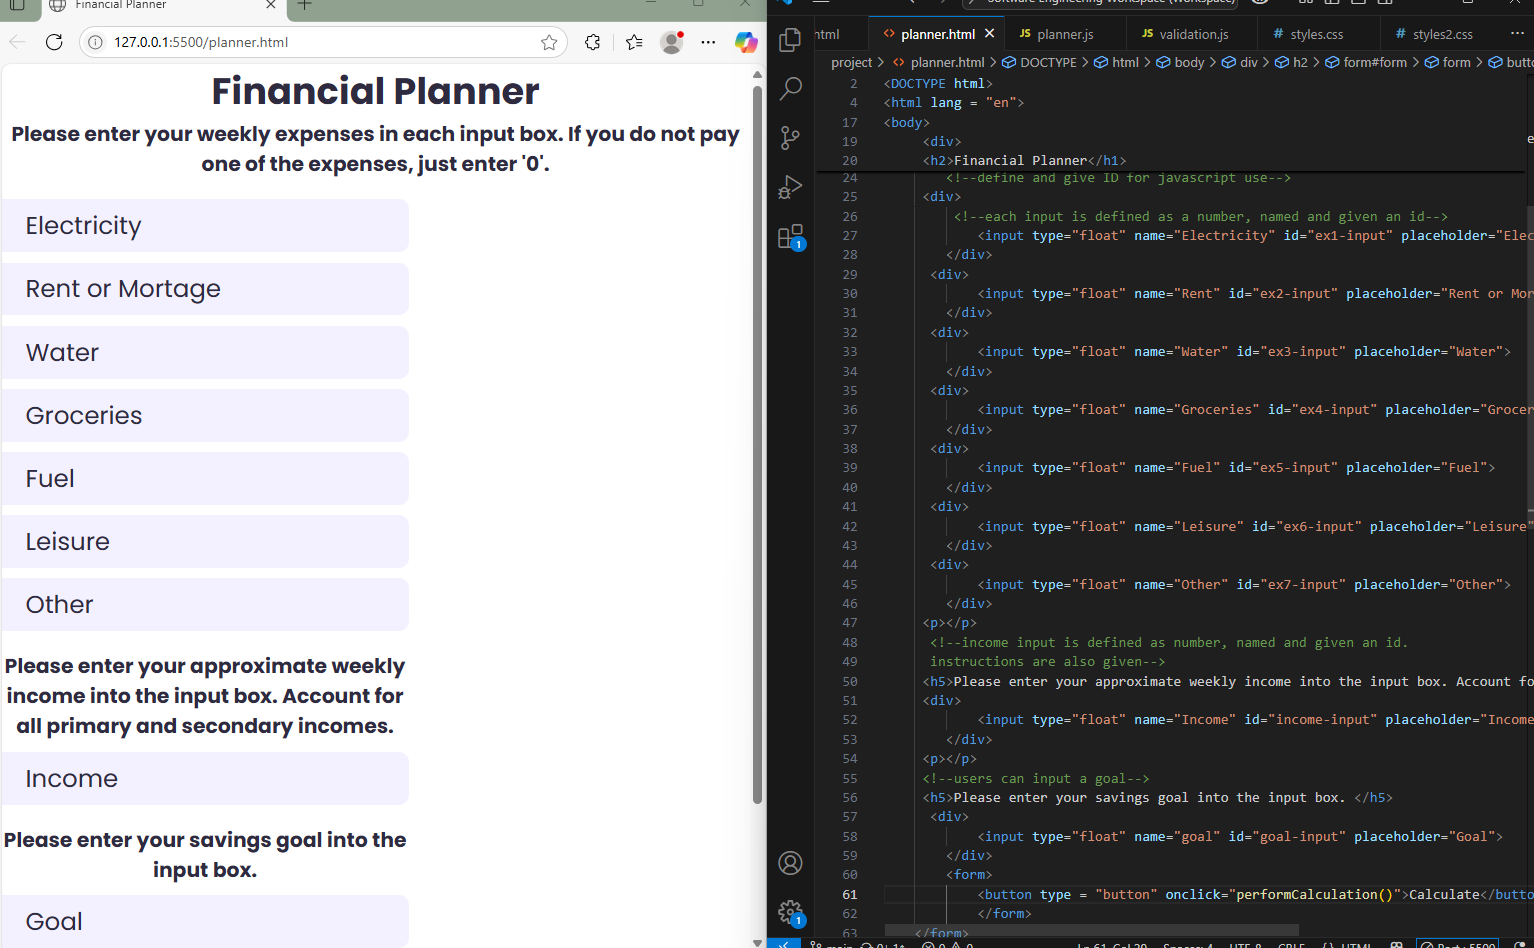 Financial Planner
127.0.0.1:5500/planner.html
Financial Planner
Please enter your weekly expenses in each input box. If you do not pay
one of the expenses, just enter '0'.
Electricity
Rent or Mortage
Water
Groceries
Fuel
Leisure
Other
Please enter your approximate weekly
income into the input box. Account for
all primary and secondary incomes.
Income
Please enter your savings goal into the
input box.
Goal
Software Engineering Workspace (Workspace)
html planner.html JS planner.js JS validation.js # styles.css # styles2.css ...
project > planner.html > DOCTYPE > html > body > div > h2 > form#form > form > butto
2 <DOCTYPE html>
4 <html lang = "en">
17 <body>
19 <div>
20 <h2>Financial Planner</h1>
24 <!--define and give ID for javascript use-->
25 <div>
26 <!--each input is defined as a number, named and given an id-->
27 <input type="float" name="Electricity" id="ex1-input" placeholder="Elec
28 </div>
29 <div>
30 <input type="float" name="Rent" id="ex2-input" placeholder="Rent or Mor
31 </div>
32 <div>
33 <input type="float" name="Water" id="ex3-input" placeholder="Water">
34 </div>
35 <div>
36 <input type="float" name="Groceries" id="ex4-input" placeholder="Grocer
37 </div>
38 <div>
39 <input type="float" name="Fuel" id="ex5-input" placeholder="Fuel">
40 </div>
41 <div>
42 <input type="float" name="Leisure" id="ex6-input" placeholder="Leisure"
43 </div>
44 <div>
45 <input type="float" name="Other" id="ex7-input" placeholder="Other">
46 </div>
47 <p></p>
48 <!--income input is defined as number, named and given an id.
49 instructions are also given-->
50 <h5>Please enter your approximate weekly income into the input box. Account fo
51 <div>
52 <input type="float" name="Income" id="income-input" placeholder="Income
53 </div>
54 <p></p>
55 <!--users can input a goal-->
56 <h5>Please enter your savings goal into the input box. </h5>
57 <div>
58 <input type="float" name="goal" id="goal-input" placeholder="Goal">
59 </div>
60 <form>
61 <button type = "button" onclick="performCalculation()">Calculate</butto
62 </form>
63 </form>
1
1